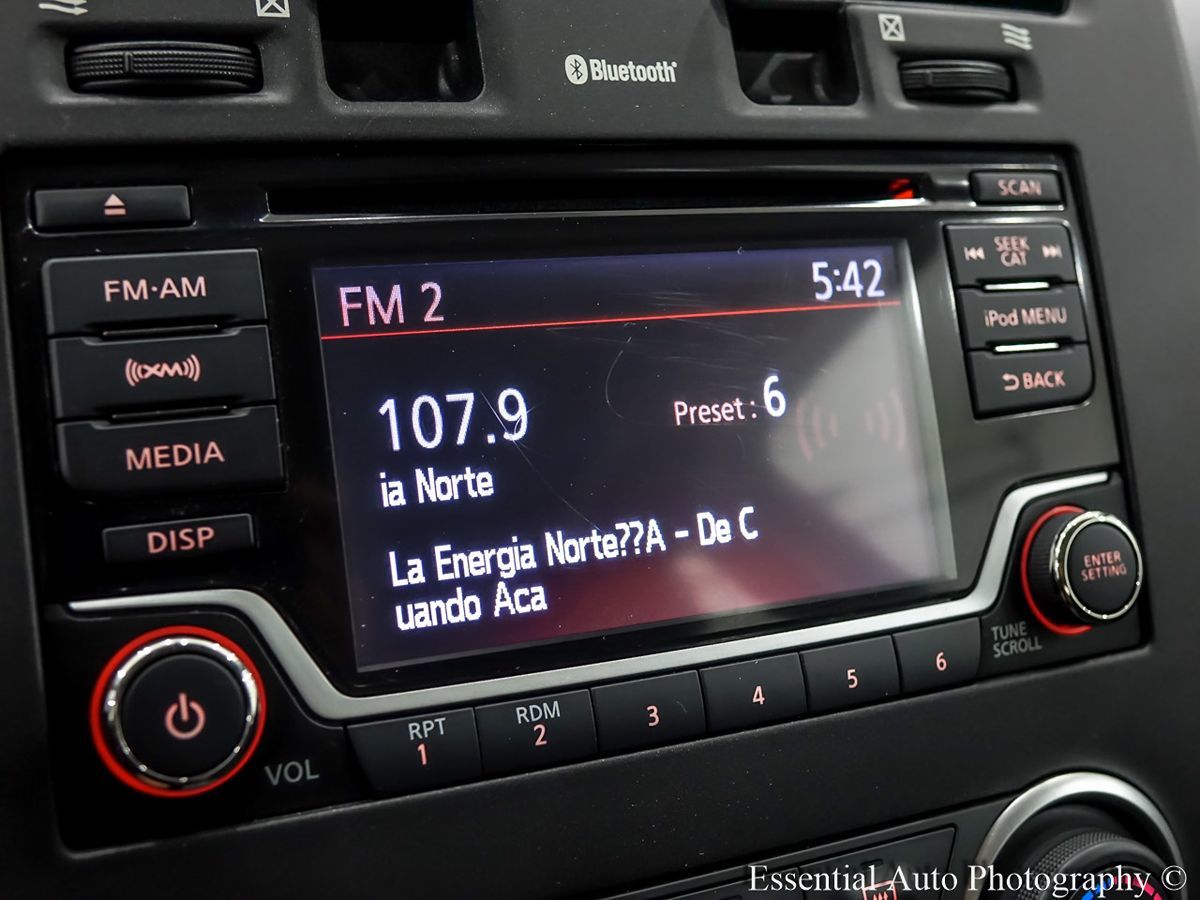 Bluetooth
SCAN
FM·AM
SEEK
CAT
XM
FM 2
5:42
iPod MENU
BACK
107.9
Preset : 6
MEDIA
ia Norte
DISP
La Energia Norte??A - De C
uando Aca
ENTER
SETTING
TUNE
SCROLL
VOL
RPT
1
RDM
2
3
4
5
6
Essential Auto Photography ©